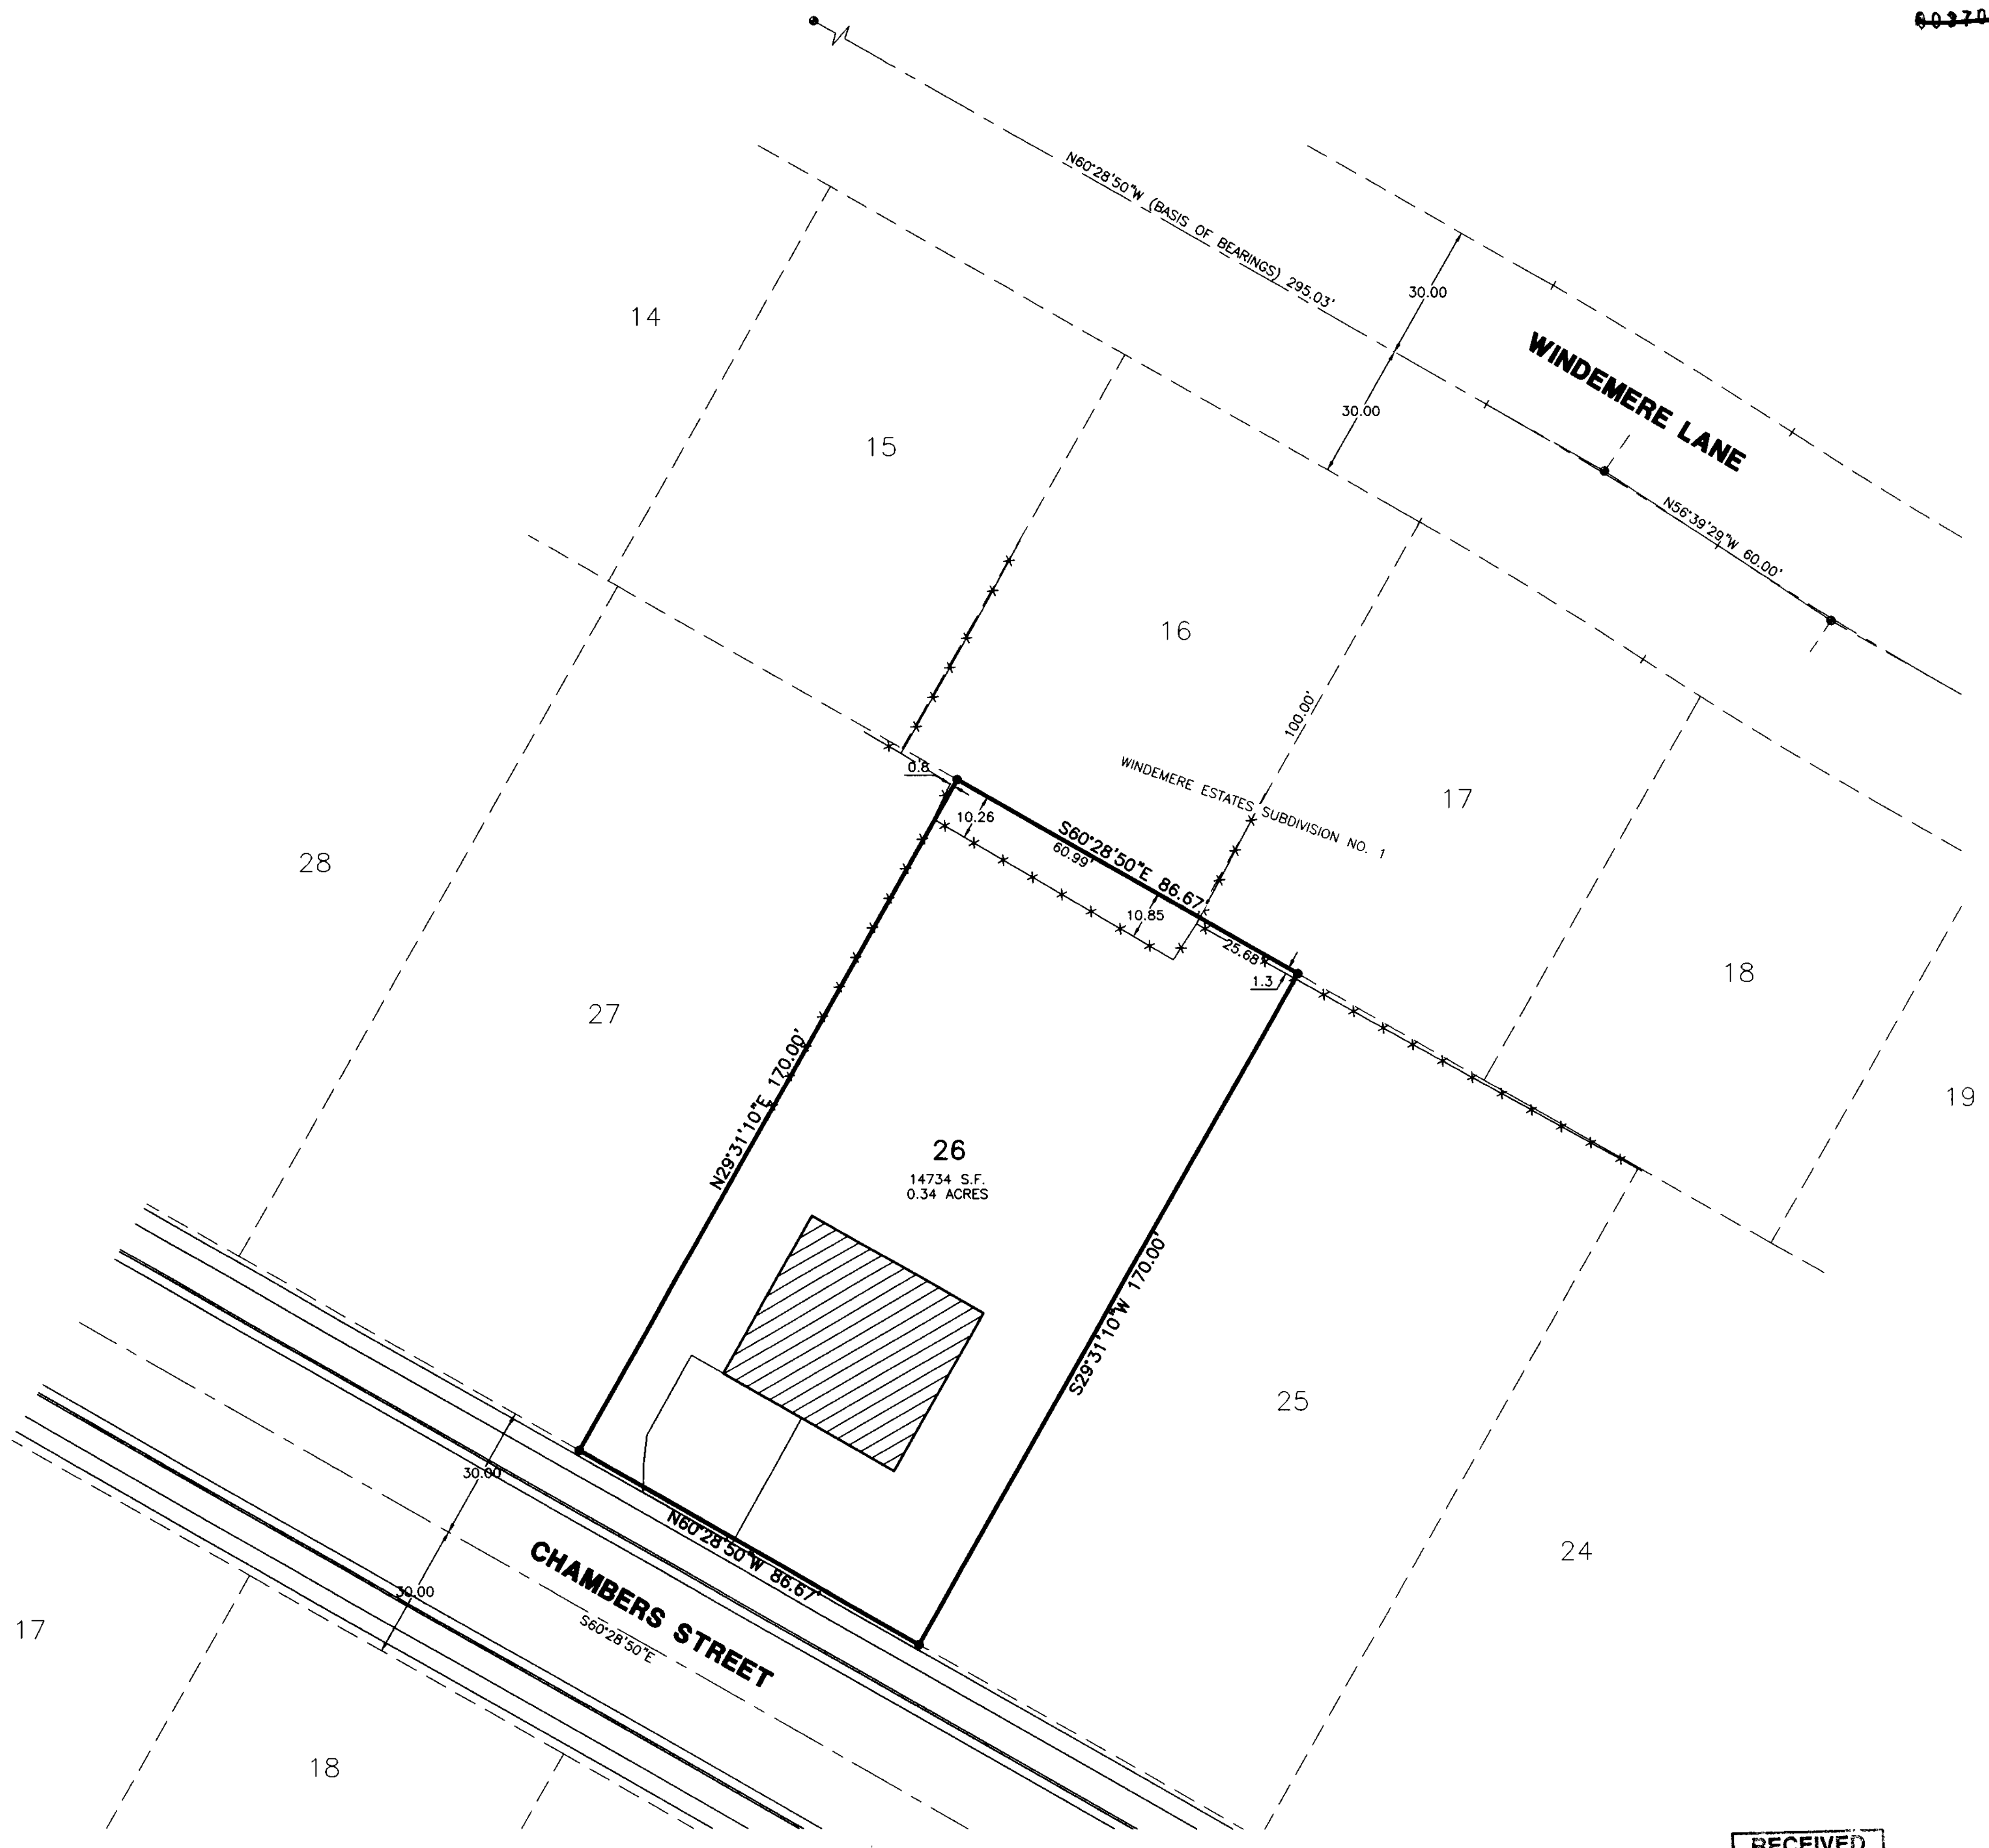 N60°28'50"W (BASIS OF BEARINGS) 295.03'
30.00
14
WINDEMERE LANE
30.00
15
N56°39'29"W 60.00'
16
100.00'
WINDEMERE ESTATES SUBDIVISION NO. 1
0.8
17
10.26
S60°28'50"E 86.67'
60.99'
28
10.85
25.68'
18
1.3
27
19
N29°31'10"E 170.00'
26
14734 S.F.
0.34 ACRES
S29°31'10"W 170.00'
25
30.00
N60°28'50"W 86.67'
24
CHAMBERS STREET
30.00
S60°28'50"E
17
18
RECEIVED